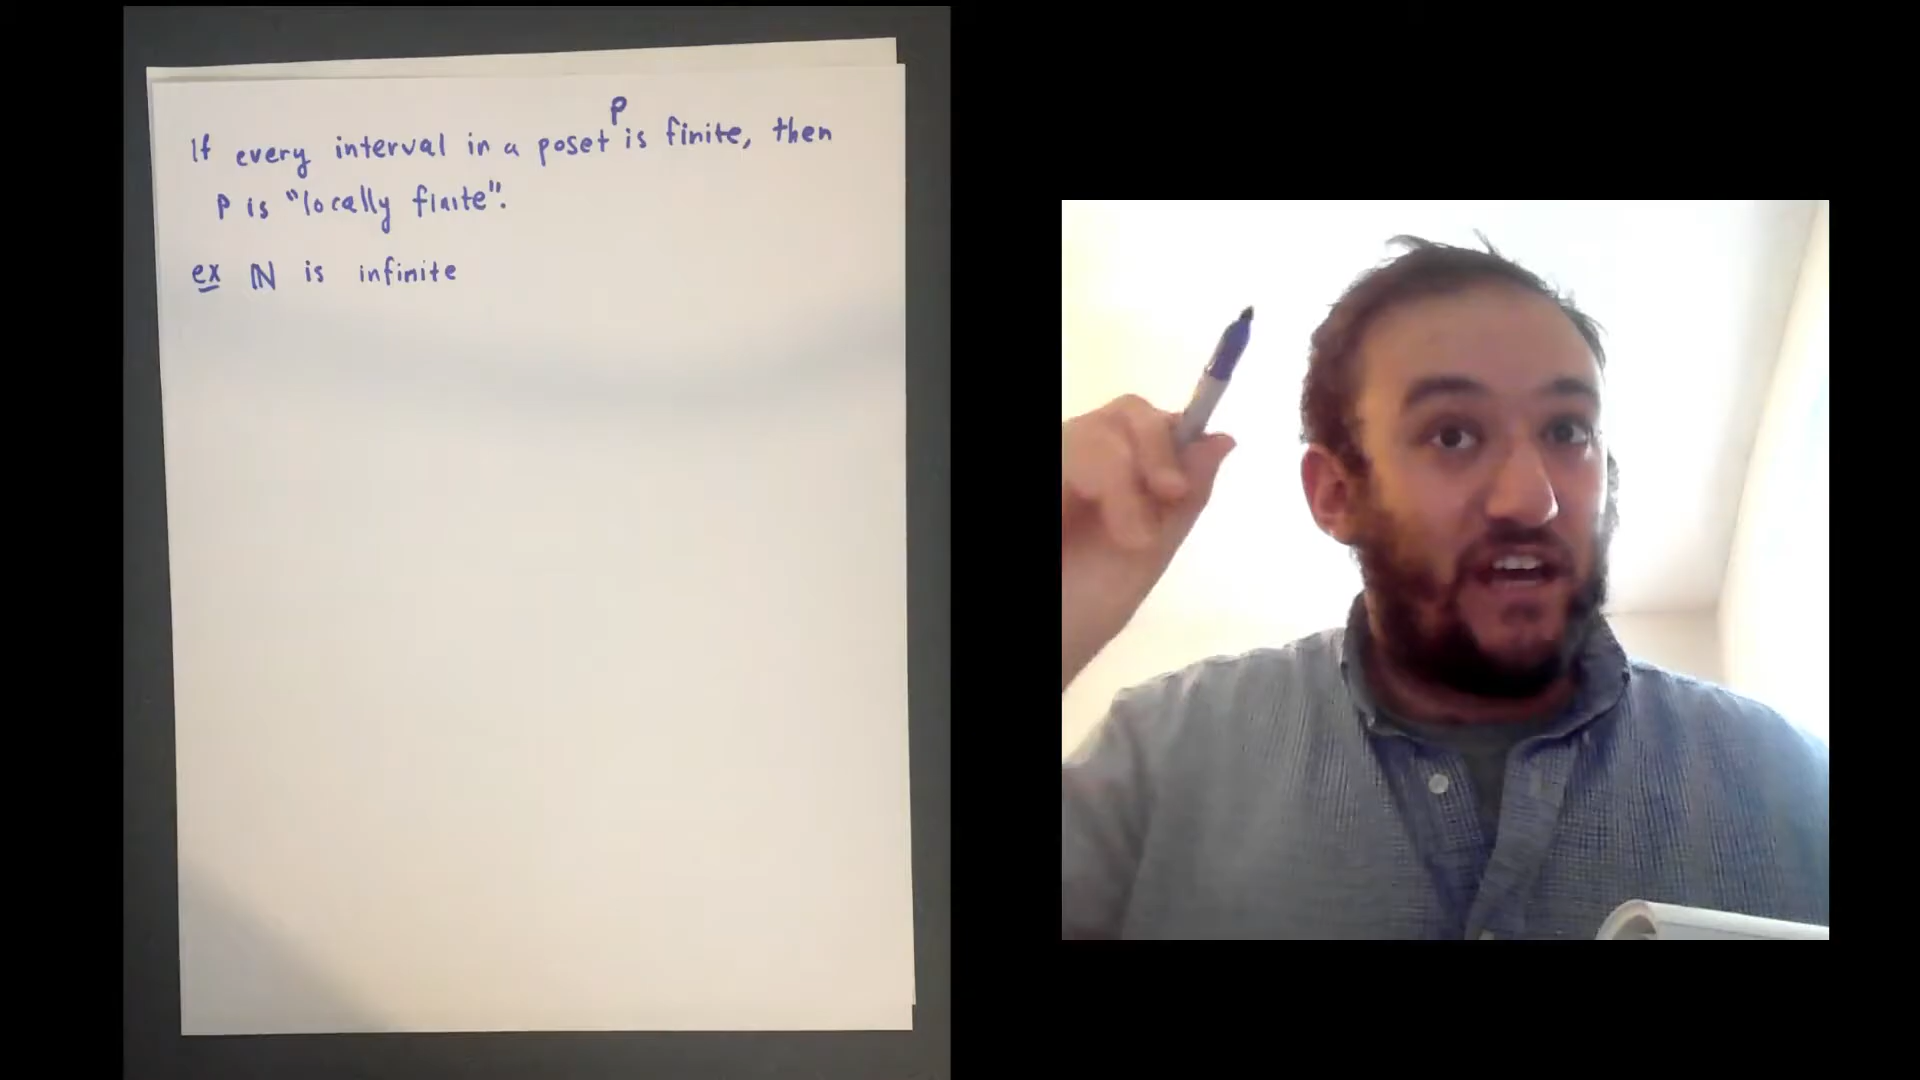 If every interval in a poset P is finite, then
P is "locally finite".
ex ℕ is infinite